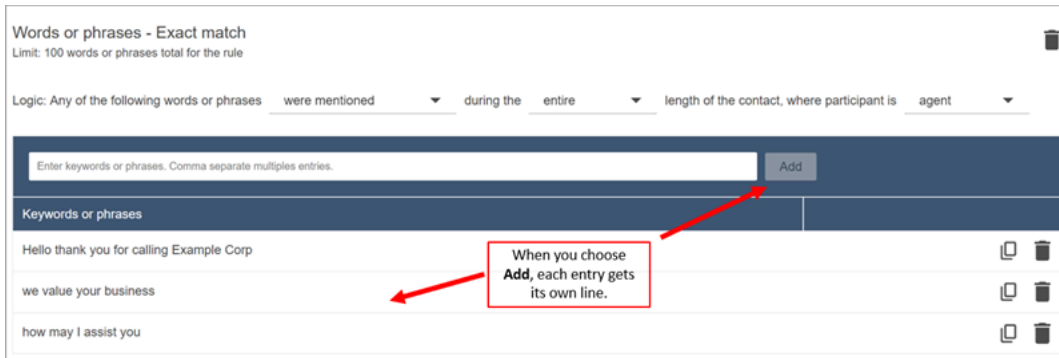 Words or phrases - Exact match
Limit: 100 words or phrases total for the rule
Logic: Any of the following words or phrases were mentioned during the entire length of the contact, where participant is agent
Enter keywords or phrases. Comma separate multiple entries. Add
Keywords or phrases
Hello thank you for calling Example Corp
When you choose
Add, each entry gets
its own line.
we value your business
how may I assist you